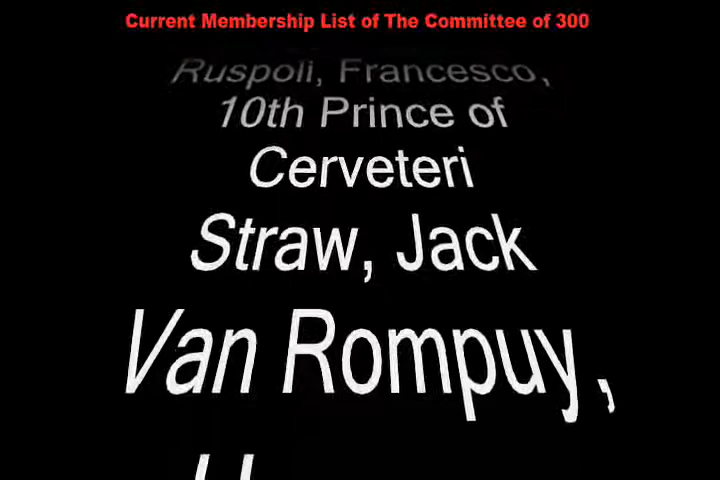 Current Membership List of The Committee of 300
Ruspoli, Francesco,
10th Prince of
Cerveteri
Straw, Jack
Van Rompuy,